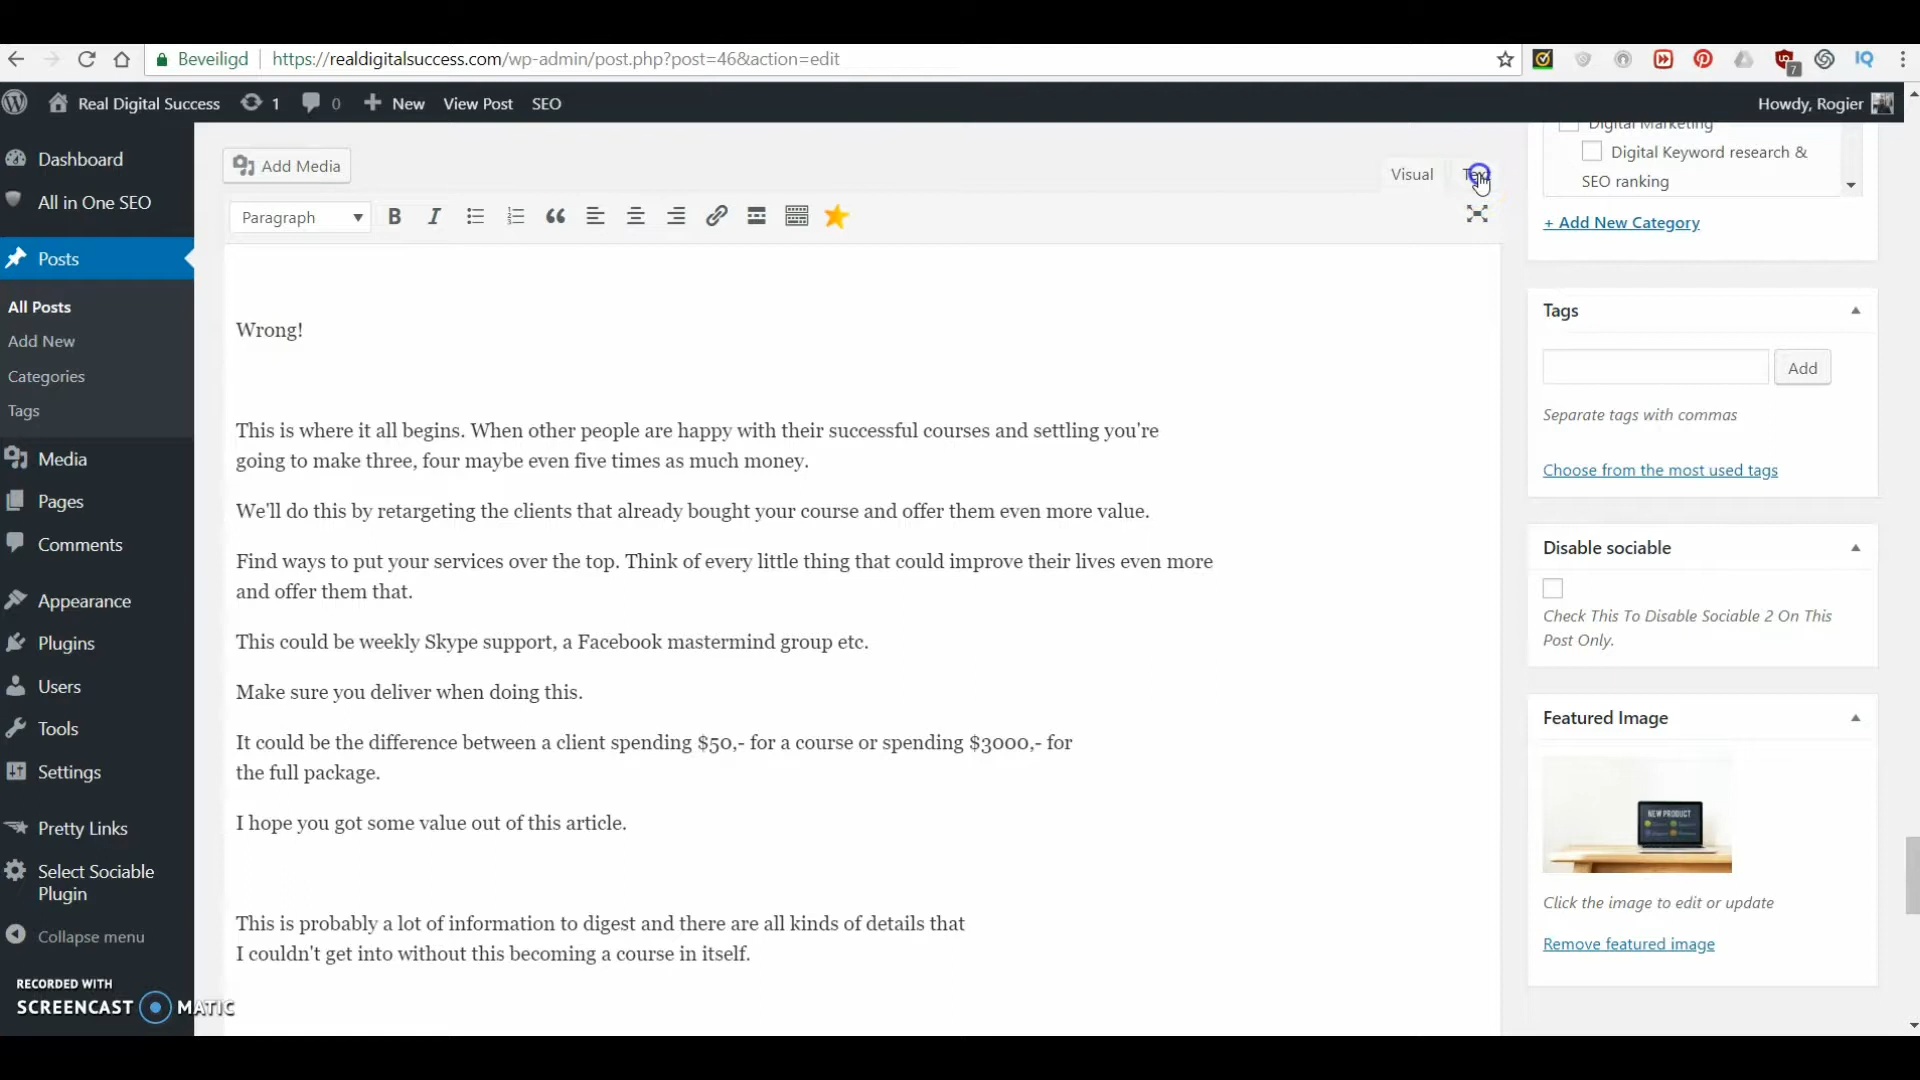 Beveiligd https://realdigitalsuccess.com/wp-admin/post.php?post=46&action=edit
7
IQ
Real Digital Success 1 0 New View Post SEO
Howdy, Rogier
Dashboard
All in One SEO
Posts
All Posts
Add New
Categories
Tags
Media
Pages
Comments
Appearance
Plugins
Users
Tools
Settings
Pretty Links
Select Sociable
Plugin
Collapse menu
RECORDED WITH
SCREENCAST MATIC
Add Media
Visual
Text
Paragraph
Wrong!
This is where it all begins. When other people are happy with their successful courses and settling you're
going to make three, four maybe even five times as much money.
We'll do this by retargeting the clients that already bought your course and offer them even more value.
Find ways to put your services over the top. Think of every little thing that could improve their lives even more
and offer them that.
This could be weekly Skype support, a Facebook mastermind group etc.
Make sure you deliver when doing this.
It could be the difference between a client spending $50,- for a course or spending $3000,- for
the full package.
I hope you got some value out of this article.
This is probably a lot of information to digest and there are all kinds of details that
I couldn't get into without this becoming a course in itself.
Digital Marketing
Digital Keyword research &
SEO ranking
+ Add New Category
Tags
Add
Separate tags with commas
Choose from the most used tags
Disable sociable
Check This To Disable Sociable 2 On This
Post Only.
Featured Image
NEW PRODUCT
Click the image to edit or update
Remove featured image